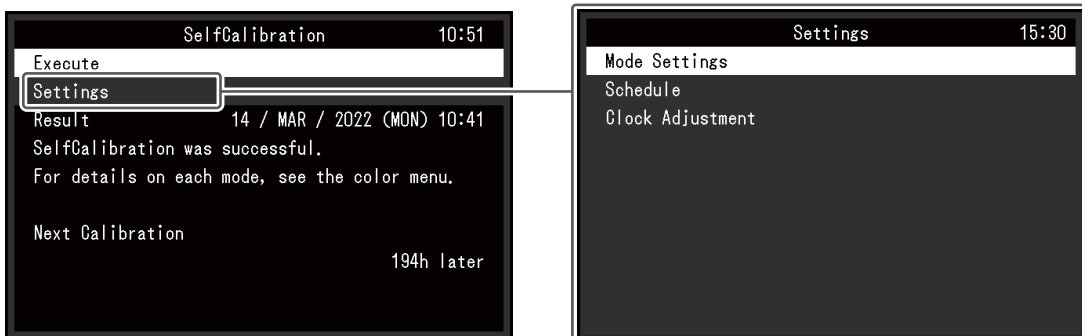 SelfCalibration 10:51
Execute
Settings
Result 14 / MAR / 2022 (MON) 10:41
SelfCalibration was successful.
For details on each mode, see the color menu.
Next Calibration
194h later
Settings 15:30
Mode Settings
Schedule
Clock Adjustment